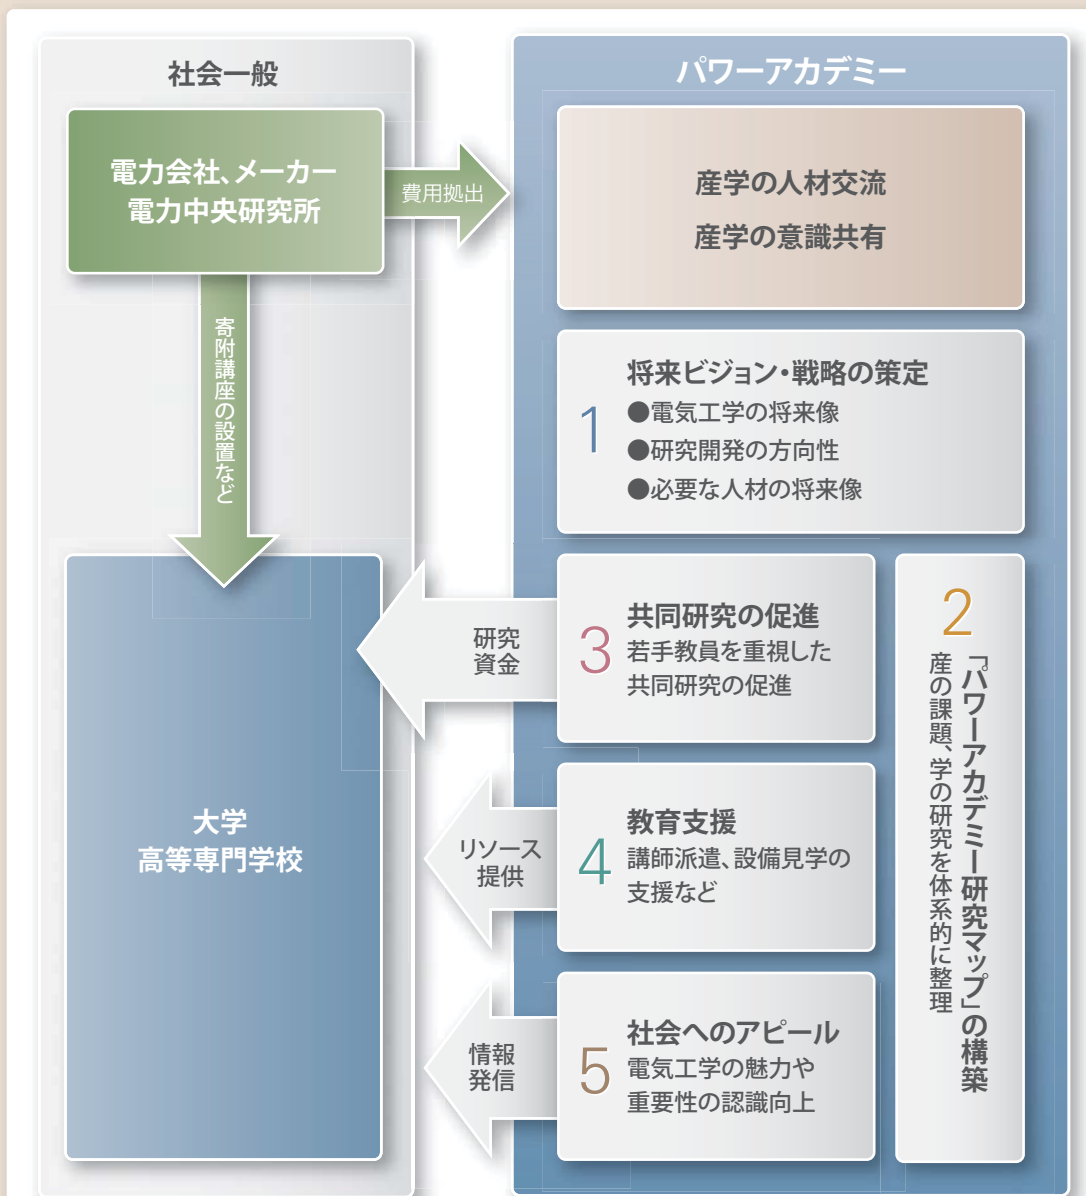 社会一般
電力会社、メーカー
電力中央研究所
費用拠出
寄附講座の設置など
大学
高等専門学校
パワーアカデミー
産学の人材交流
産学の意識共有
1
将来ビジョン・戦略の策定
●電気工学の将来像
●研究開発の方向性
●必要な人材の将来像
2
「パワーアカデミー研究マップ」の構築
産の課題、学の研究を体系的に整理
研究
資金
3
共同研究の促進
若手教員を重視した
共同研究の促進
リソース
提供
4
教育支援
講師派遣、設備見学の
支援など
情報
発信
5
社会へのアピール
電気工学の魅力や
重要性の認識向上